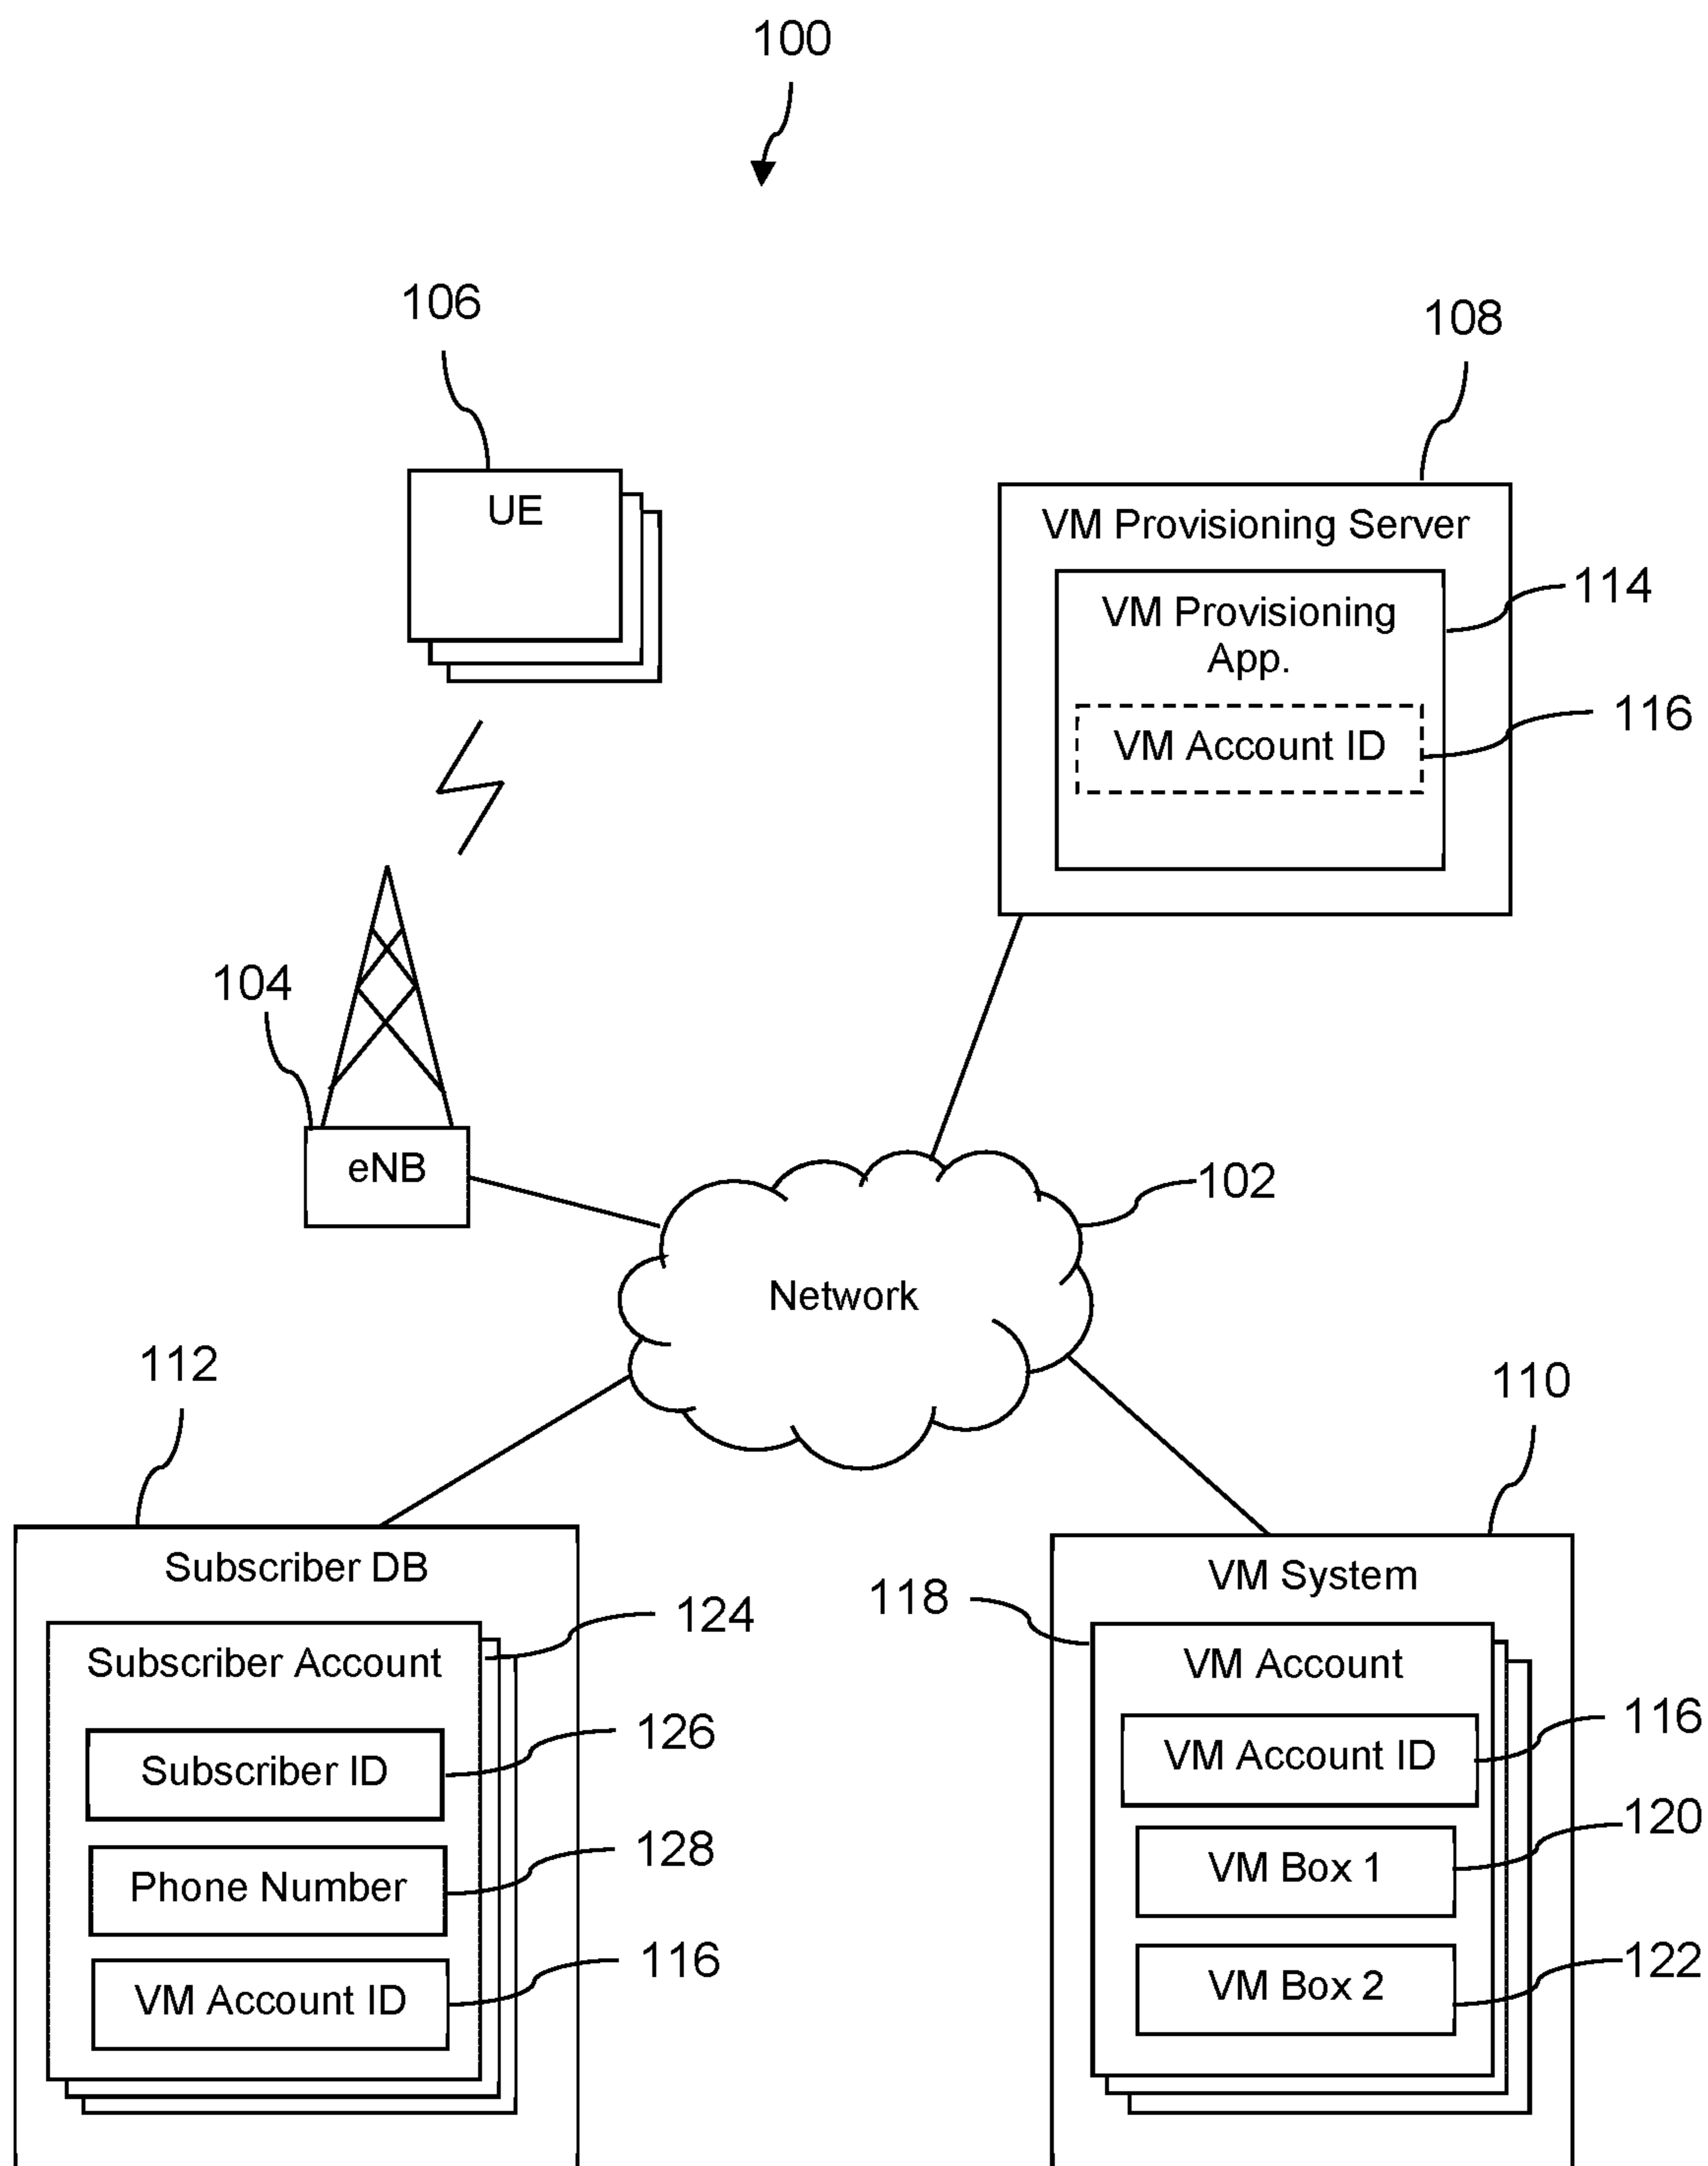 100
106
108
UE
VM Provisioning Server
114
VM Provisioning
App.
116
VM Account ID
104
eNB
102
Network
112
110
Subscriber DB
124
Subscriber Account
126
Subscriber ID
128
Phone Number
116
VM Account ID
VM System
118
VM Account
116
VM Account ID
120
VM Box 1
122
VM Box 2